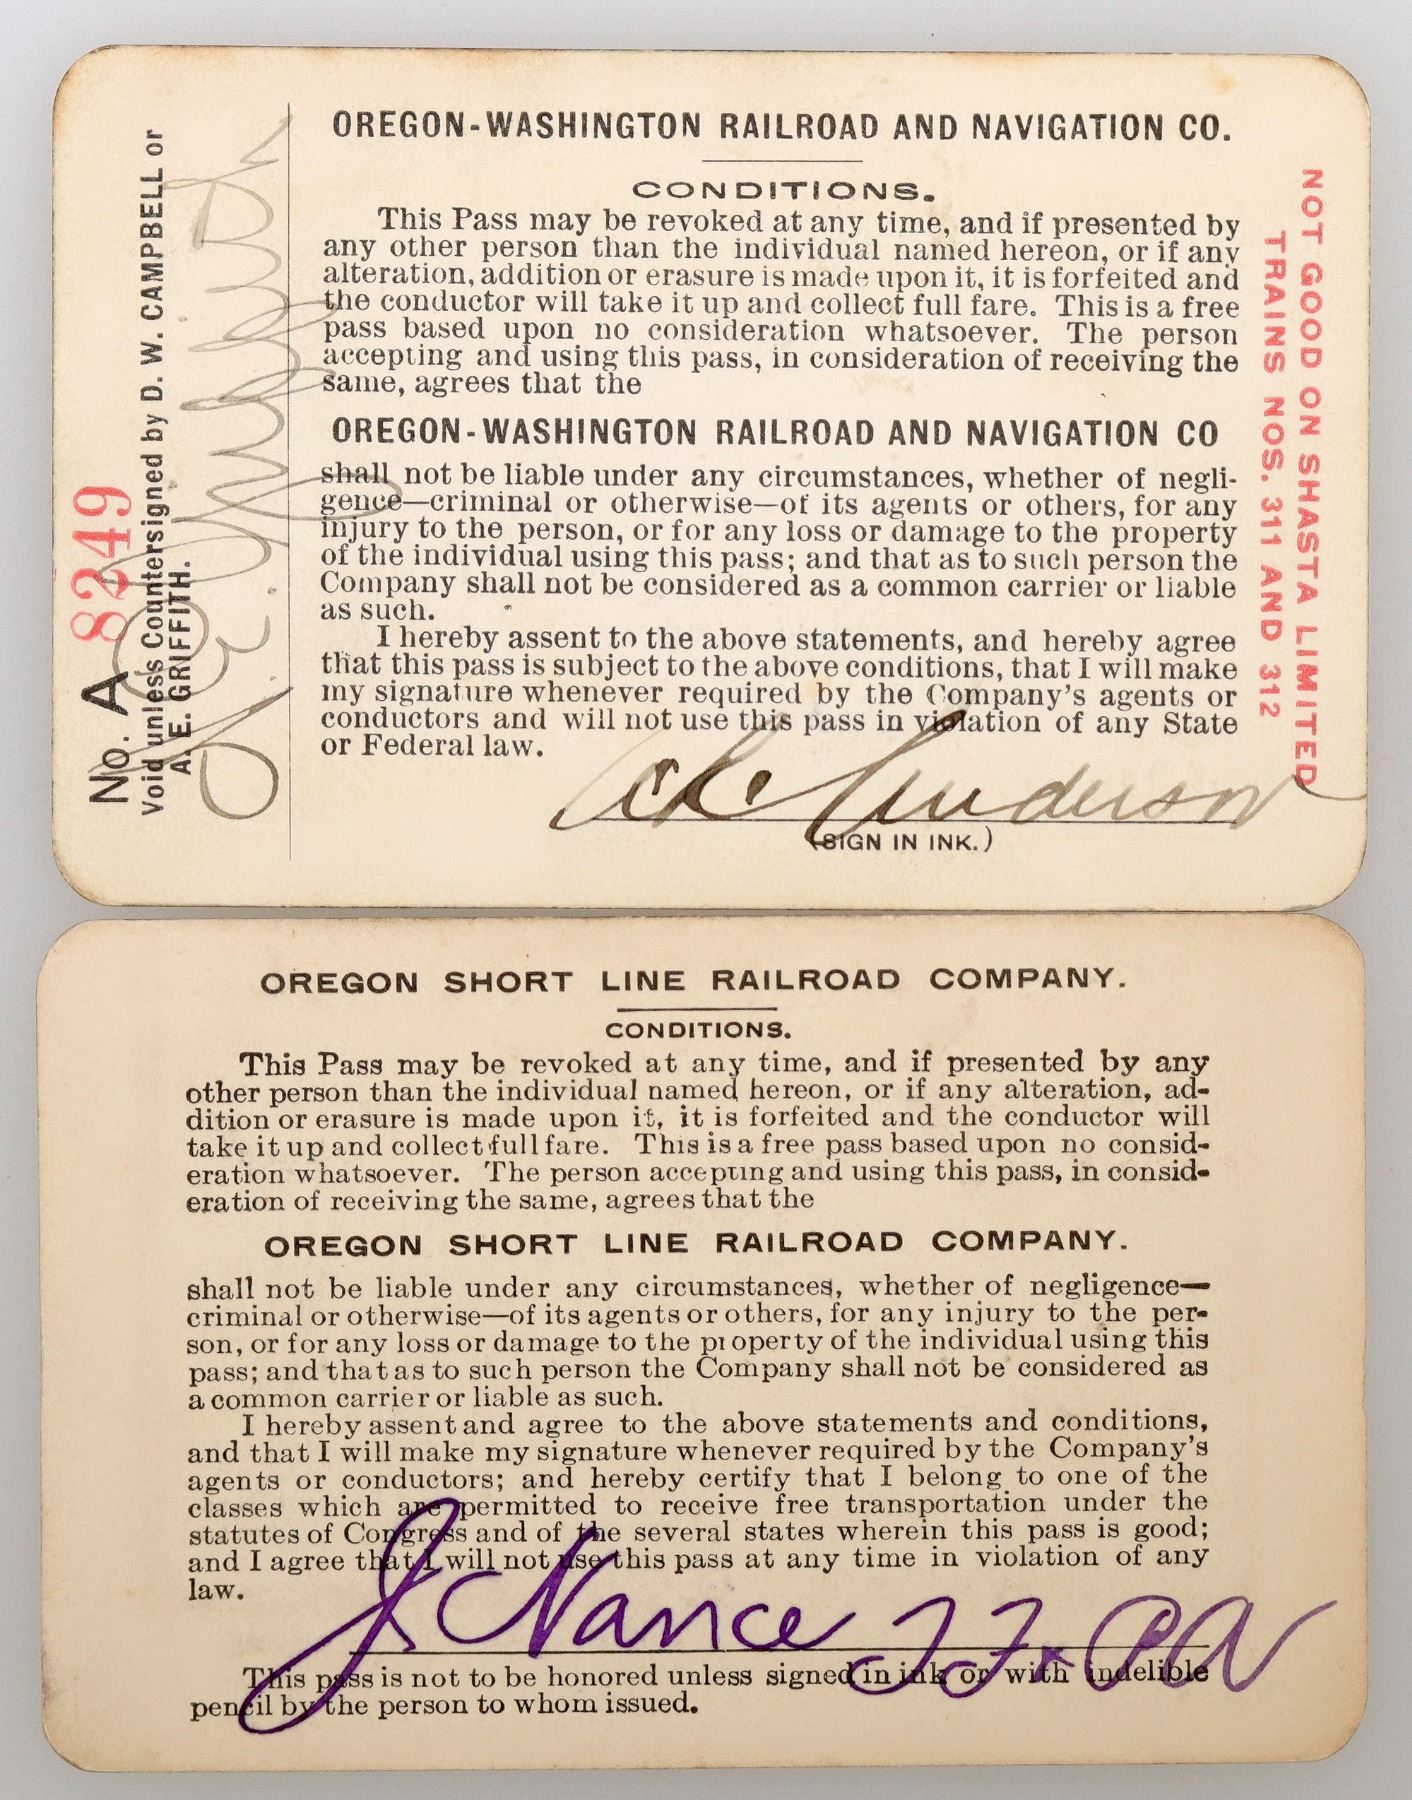 No. A 8249
Void unless Countersigned by D. W. CAMPBELL or
A. E. GRIFFITH.
OREGON-WASHINGTON RAILROAD AND NAVIGATION CO.
CONDITIONS.
This Pass may be revoked at any time, and if presented by
any other person than the individual named hereon, or if any
alteration, addition or erasure is made upon it, it is forfeited and
the conductor will take it up and collect full fare. This is a free
pass based upon no consideration whatsoever. The person
accepting and using this pass, in consideration of receiving the
same, agrees that the
OREGON-WASHINGTON RAILROAD AND NAVIGATION CO
shall not be liable under any circumstances, whether of negli-
gence—criminal or otherwise—of its agents or others, for any
injury to the person, or for any loss or damage to the property
of the individual using this pass; and that as to such person the
Company shall not be considered as a common carrier or liable
as such.
I hereby assent to the above statements, and hereby agree
that this pass is subject to the above conditions, that I will make
my signature whenever required by the Company's agents or
conductors and will not use this pass in violation of any State
or Federal law.
Anderson
(SIGN IN INK.)
NOT GOOD ON SHASTA LIMITED
TRAINS NOS. 311 AND 312
OREGON SHORT LINE RAILROAD COMPANY.
CONDITIONS.
This Pass may be revoked at any time, and if presented by any
other person than the individual named hereon, or if any alteration, ad-
dition or erasure is made upon it, it is forfeited and the conductor will
take it up and collect full fare. This is a free pass based upon no consid-
eration whatsoever. The person accepting and using this pass, in consid-
eration of receiving the same, agrees that the
OREGON SHORT LINE RAILROAD COMPANY.
shall not be liable under any circumstances, whether of negligence—
criminal or otherwise—of its agents or others, for any injury to the per-
son, or for any loss or damage to the property of the individual using this
pass; and that as to such person the Company shall not be considered as
a common carrier or liable as such.
I hereby assent and agree to the above statements and conditions,
and that I will make my signature whenever required by the Company's
agents or conductors; and hereby certify that I belong to one of the
classes which are permitted to receive free transportation under the
statutes of Congress and of the several states wherein this pass is good;
and I agree that I will not use this pass at any time in violation of any
law.
Nance
This pass is not to be honored unless signed in ink or with indelible
pencil by the person to whom issued.